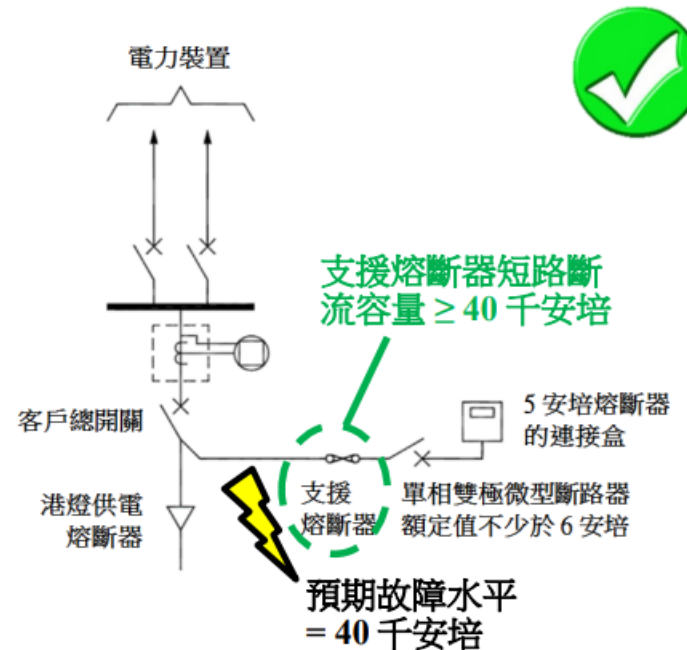 電力裝置
支援熔斷器短路斷
流容量 ≥ 40 千安培
客戶總開關
5 安培熔斷器
的連接盒
港燈供電
熔斷器
支援
熔斷器
單相雙極微型斷路器
額定值不少於 6 安培
預期故障水平
= 40 千安培